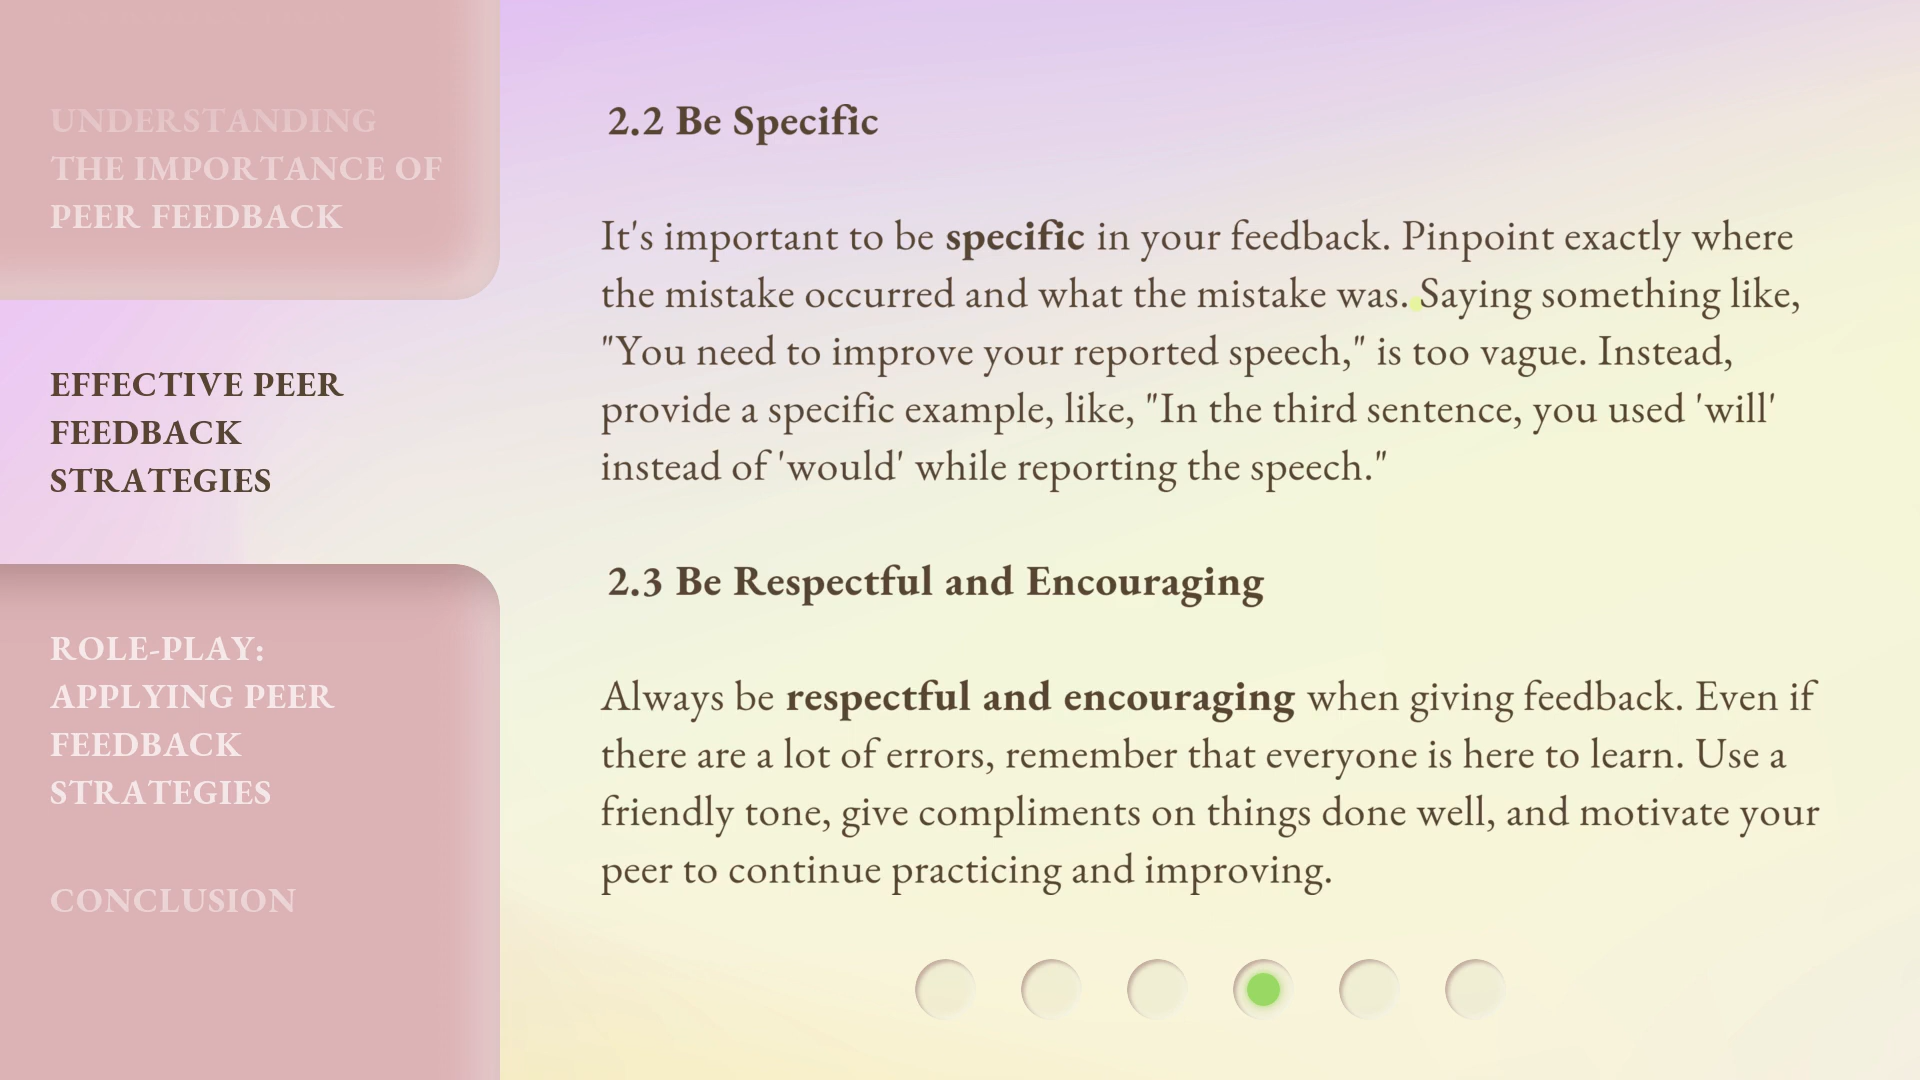 UNDERSTANDING
THE IMPORTANCE OF
PEER FEEDBACK
EFFECTIVE PEER
FEEDBACK
STRATEGIES
ROLE-PLAY:
APPLYING PEER
FEEDBACK
STRATEGIES
CONCLUSION
2.2 Be Specific
It's important to be specific in your feedback. Pinpoint exactly where
the mistake occurred and what the mistake was. Saying something like,
"You need to improve your reported speech," is too vague. Instead,
provide a specific example, like, "In the third sentence, you used 'will'
instead of 'would' while reporting the speech."
2.3 Be Respectful and Encouraging
Always be respectful and encouraging when giving feedback. Even if
there are a lot of errors, remember that everyone is here to learn. Use a
friendly tone, give compliments on things done well, and motivate your
peer to continue practicing and improving.